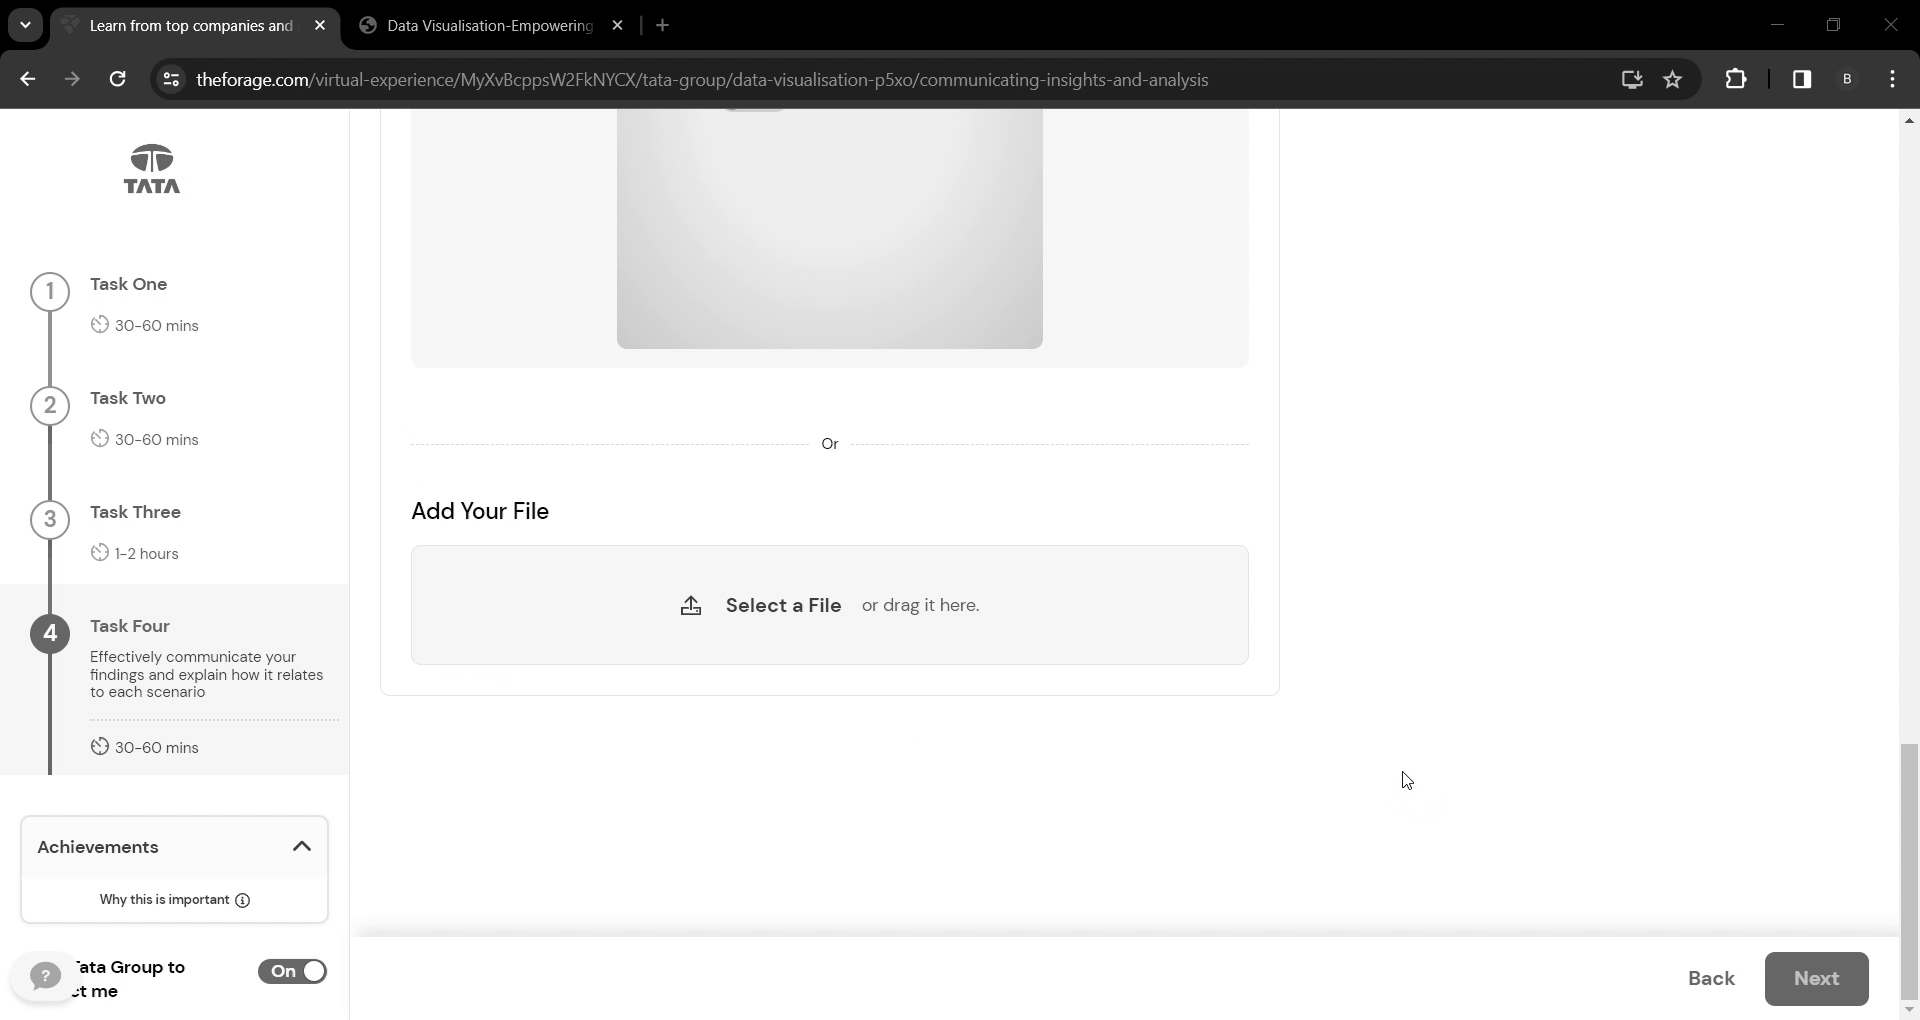 Learn from top companies and
Data Visualisation-Empowering
theforage.com/virtual-experience/MyXvBcppsW2FkNYCX/tata-group/data-visualisation-p5xo/communicating-insights-and-analysis
B
TATA
1
Task One
30-60 mins
2
Task Two
30-60 mins
3
Task Three
1-2 hours
4
Task Four
Effectively communicate your
findings and explain how it relates
to each scenario
30-60 mins
Achievements
Why this is important
Tata Group to
ct me
On
?
Or
Add Your File
Select a File or drag it here.
Back
Next